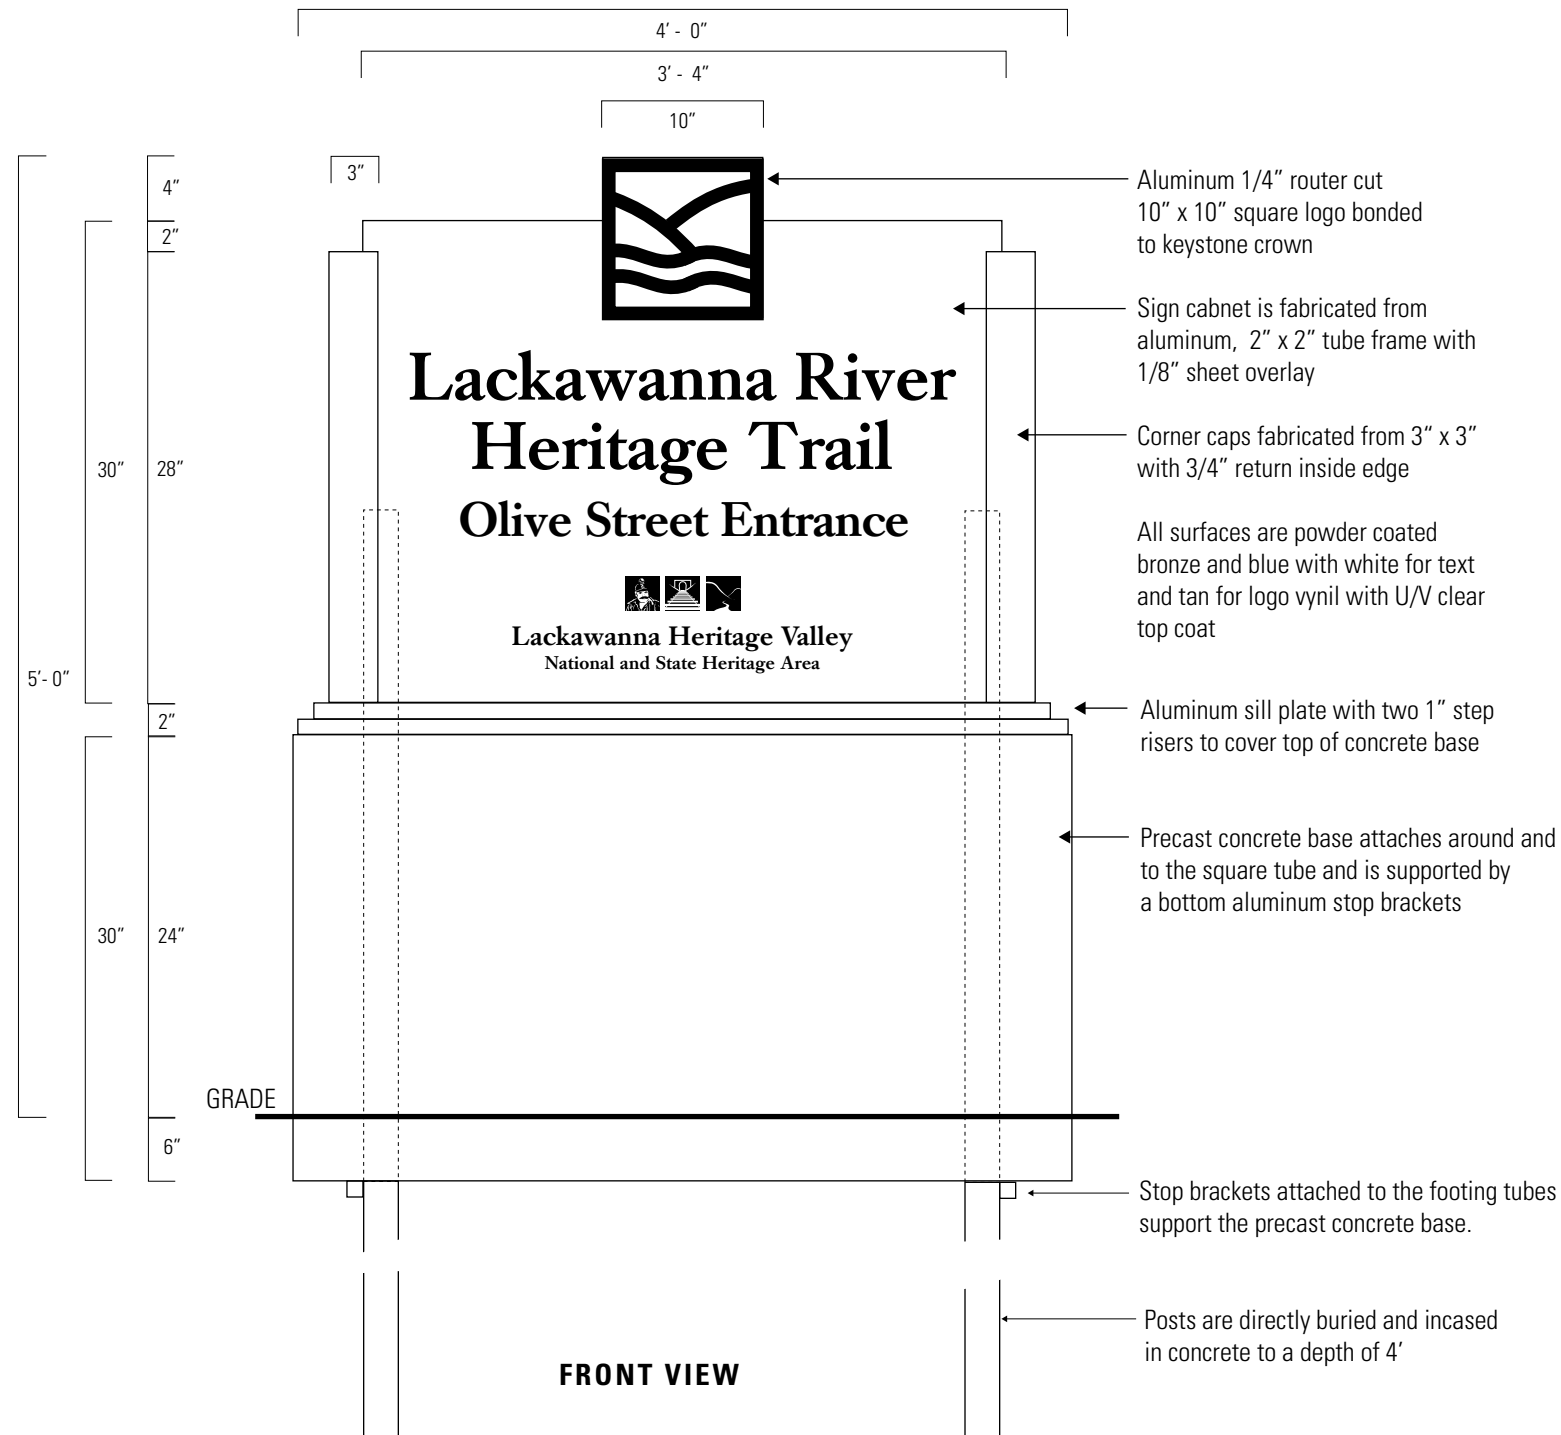 4’ -  0”
3’ -  4”
10”
3”
4”
2”
30”
28”
5’- 0”
2”
30”
24”
6”
GRADE
Lackawanna River
Heritage Trail
Olive Street Entrance
Lackawanna Heritage Valley
National and State Heritage Area
Aluminum 1/4” router cut
10” x 10” square logo bonded
to keystone crown
Sign cabnet is fabricated from
aluminum,  2” x 2” tube frame with
1/8” sheet overlay
Corner caps fabricated from 3“ x 3”
with 3/4” return inside edge
All surfaces are powder coated
bronze and blue with white for text
and tan for logo vynil with U/V clear
top coat
Aluminum sill plate with two 1” step
risers to cover top of concrete base
Precast concrete base attaches around and
to the square tube and is supported by
a bottom aluminum stop brackets
Stop brackets attached to the footing tubes
support the precast concrete base.
Posts are directly buried and incased
in concrete to a depth of 4’
FRONT VIEW